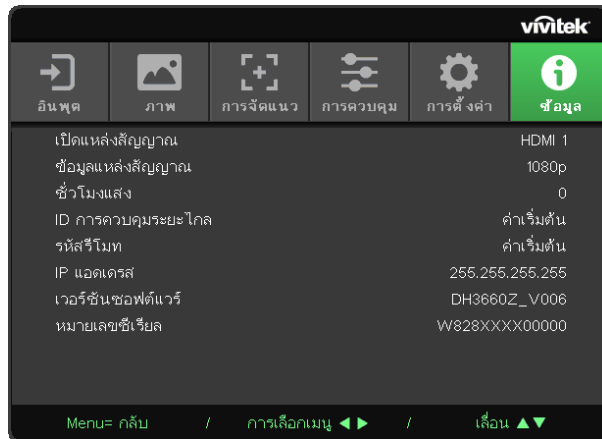 vivitek
อินพุต ภาพ การจัดแนว การควบคุม การตั้งค่า ข้อมูล
เปิดแหล่งสัญญาณ HDMI 1
ข้อมูลแหล่งสัญญาณ 1080p
ชั่วโมงแสง 0
ID การควบคุมระยะไกล ค่าเริ่มต้น
รหัสรีโมท ค่าเริ่มต้น
IP แอดเดรส 255.255.255.255
เวอร์ชันซอฟต์แวร์ DH3660Z_V006
หมายเลขซีเรียล W828XXXX00000
Menu= กลับ / การเลือกเมนู ◀ ▶ / เลื่อน ▲▼